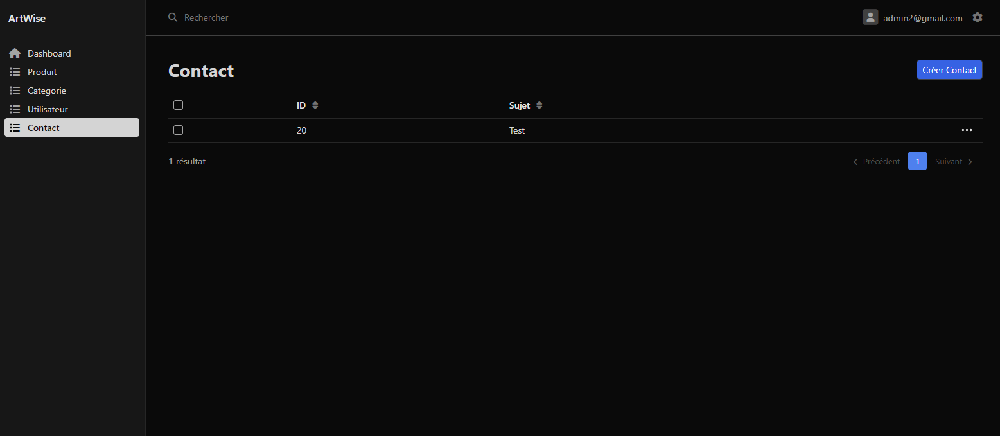 ArtWise
Rechercher
admin2@gmail.com
Dashboard
Produit
Categorie
Utilisateur
Contact
Contact
Créer Contact
ID Sujet
20 Test
1 résultat
Précédent 1 Suivant